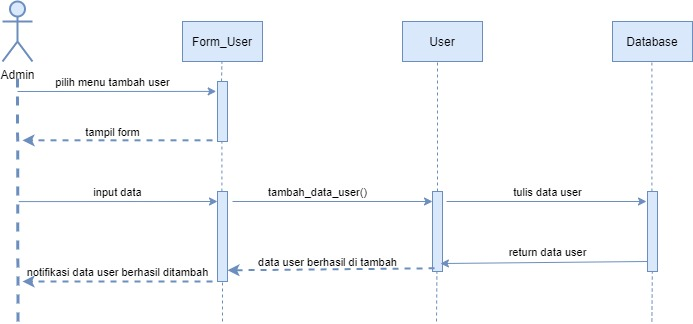 Form_User
User
Database
Admin
pilih menu tambah user
tampil form
input data
tambah_data_user()
tulis data user
return data user
data user berhasil di tambah
notifikasi data user berhasil ditambah